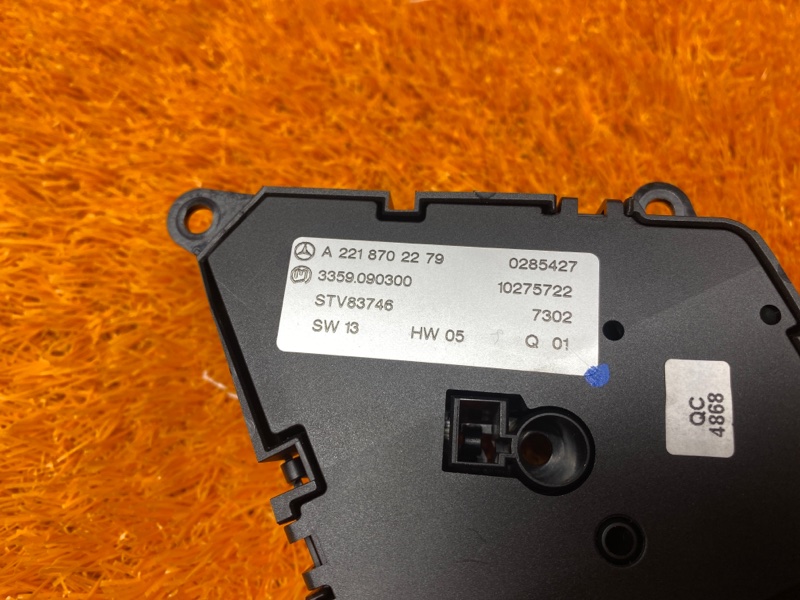 A 221 870 22 79 0285427
3359.090300 10275722
STV83746 7302
SW 13 HW 05 Q 01
QC
4868